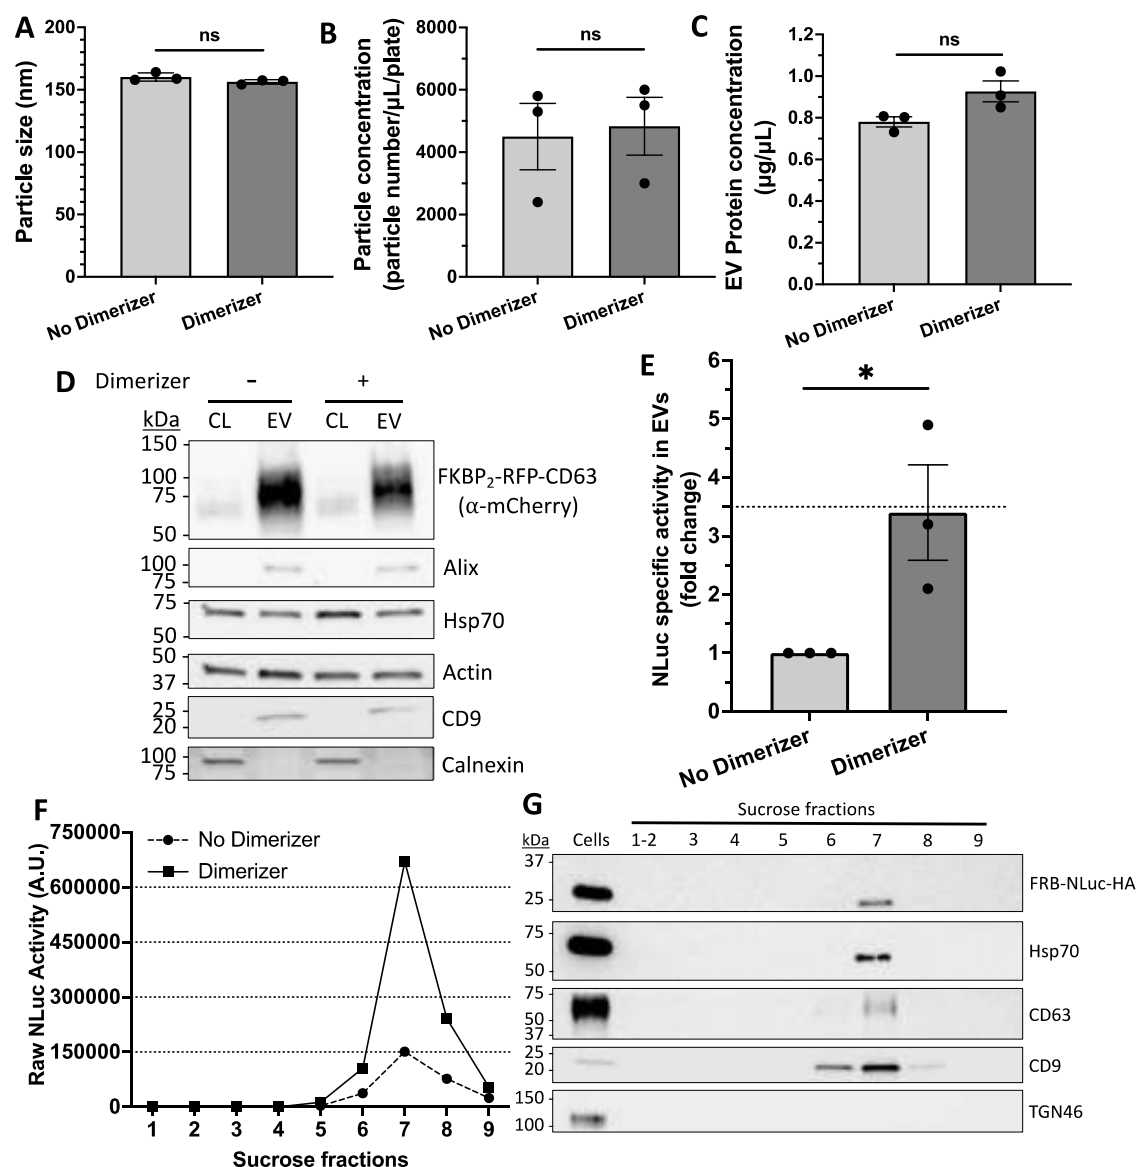 A
Particle size (nm)
200
150
100
50
0
ns
No Dimerizer
Dimerizer
B
Particle concentration
(particle number/µL/plate)
8000
6000
4000
2000
0
ns
No Dimerizer
Dimerizer
C
EV Protein concentration
(µg/µL)
1.2
1.0
0.8
0.6
0.4
0.2
0.0
ns
No Dimerizer
Dimerizer
D
Dimerizer - +
kDa CL EV CL EV
150
100
75
50
FKBP2-RFP-CD63
(α-mCherry)
100
75
Alix
75
50
Hsp70
50
37
Actin
25
20
CD9
100
75
Calnexin
E
NLuc specific activity in EVs
(fold change)
6
5
4
3
2
1
0
*
No Dimerizer
Dimerizer
F
Raw NLuc Activity (A.U.)
750000
600000
450000
300000
150000
0
No Dimerizer
Dimerizer
1 2 3 4 5 6 7 8 9
Sucrose fractions
G
Sucrose fractions
kDa Cells 1-2 3 4 5 6 7 8 9
37
25
FRB-NLuc-HA
75
50
Hsp70
75
50
37
CD63
25
20
CD9
150
100
TGN46